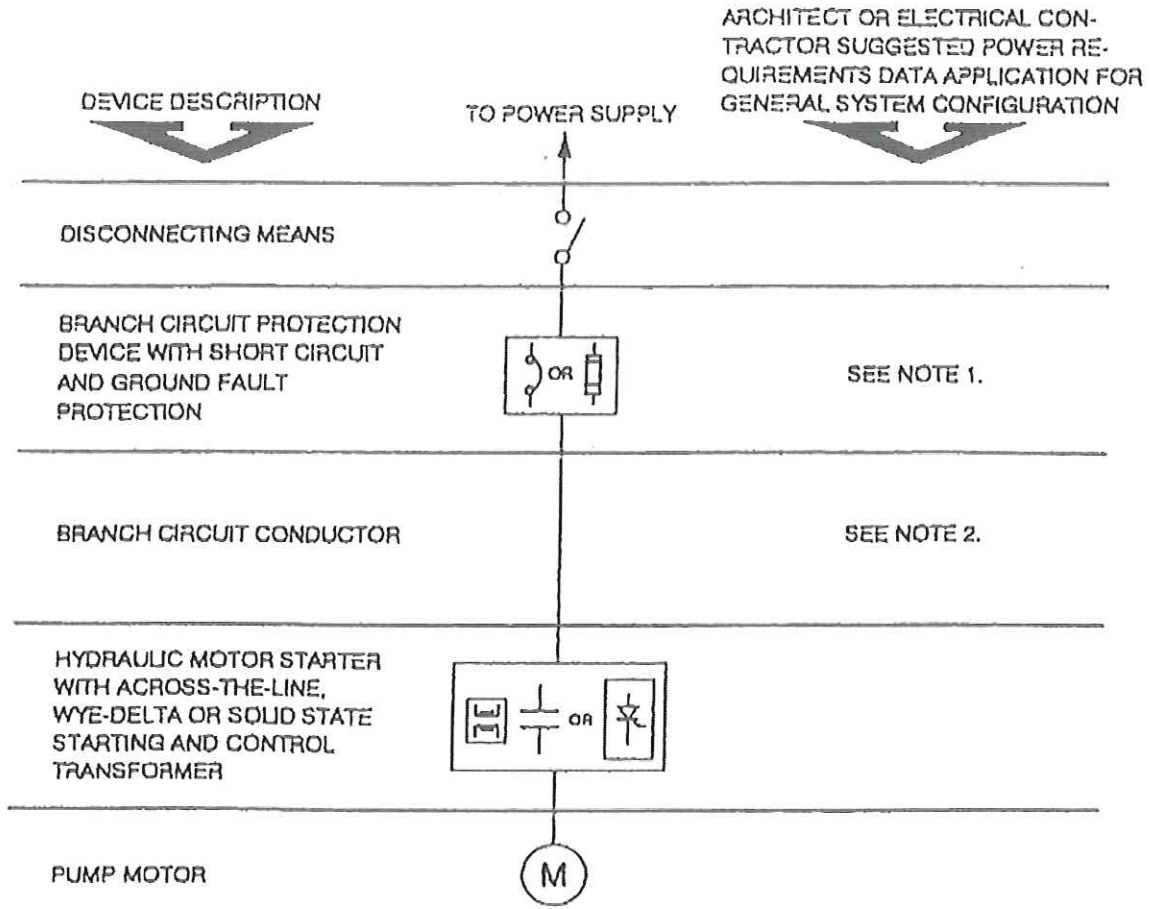 ARCHITECT OR ELECTRICAL CON-
TRACTOR SUGGESTED POWER RE-
QUIREMENTS DATA APPLICATION FOR
GENERAL SYSTEM CONFIGURATION
DEVICE DESCRIPTION
TO POWER SUPPLY
DISCONNECTING MEANS
BRANCH CIRCUIT PROTECTION
DEVICE WITH SHORT CIRCUIT
AND GROUND FAULT
PROTECTION
OR
SEE NOTE 1.
BRANCH CIRCUIT CONDUCTOR
SEE NOTE 2.
HYDRAULIC MOTOR STARTER
WITH ACROSS-THE-LINE,
WYE-DELTA OR SOLID STATE
STARTING AND CONTROL
TRANSFORMER
OR
PUMP MOTOR
M